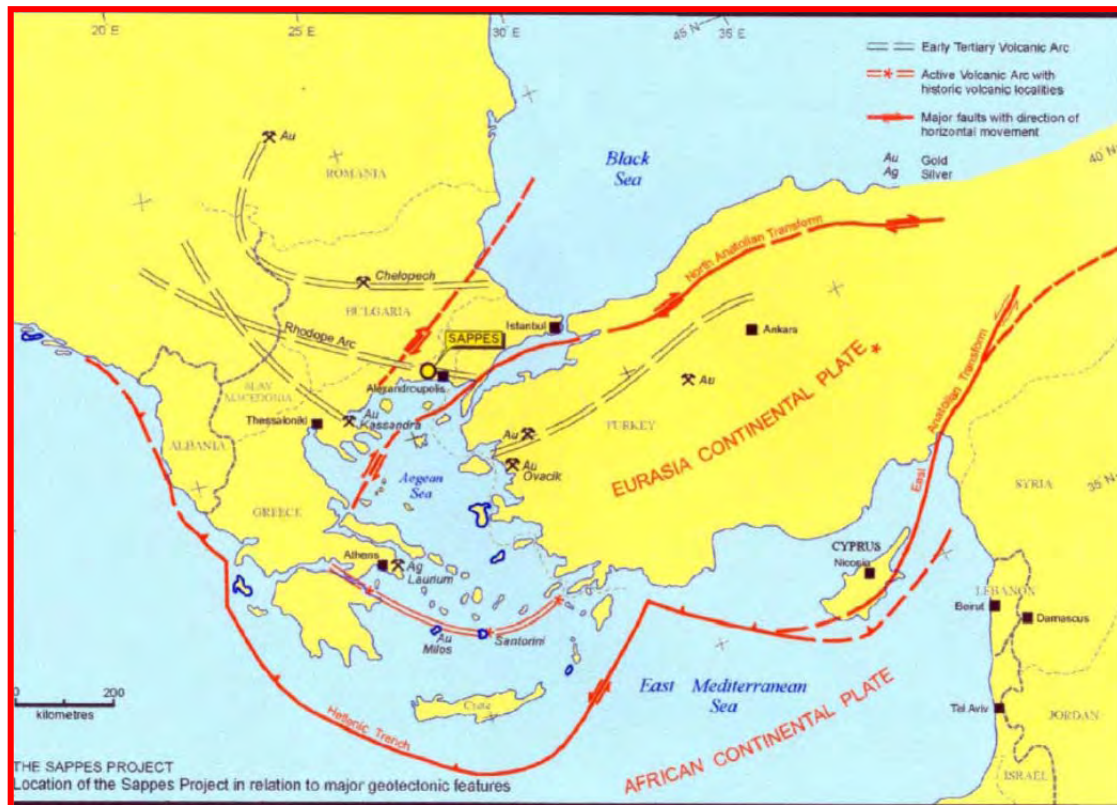 20 E
25 E
30 E
45 N
35 E
Early Tertiary Volcanic Arc
Active Volcanic Arc with
historic volcanic localities
Major faults with direction of
horizontal movement
Au Gold
Ag Silver
40 N
Au
ROMANIA
Black
Sea
North Anatolian Transform
Chelopech
BULGARIA
Rhodope Arc
SAPPES
Istanbul
Ankara
Alexandroupolis
SLAV
MACEDONIA
Thessaloniki
Au
Kassandra
ALBANIA
Au
TURKEY
Au
Au
Ovacik
EURASIA CONTINENTAL PLATE
East Anatolian Transform
Aegean
Sea
35 N
SYRIA
GREECE
Athens
Ag
Laurium
CYPRUS
Nicosia
LEBANON
Beirut
Damascus
Au
Milos
Santorini
0 200
kilometres
Crete
Hellenic Trench
East Mediterranean
Sea
AFRICAN CONTINENTAL PLATE
Tel Aviv
JORDAN
ISRAEL
THE SAPPES PROJECT
Location of the Sappes Project in relation to major geotectonic features